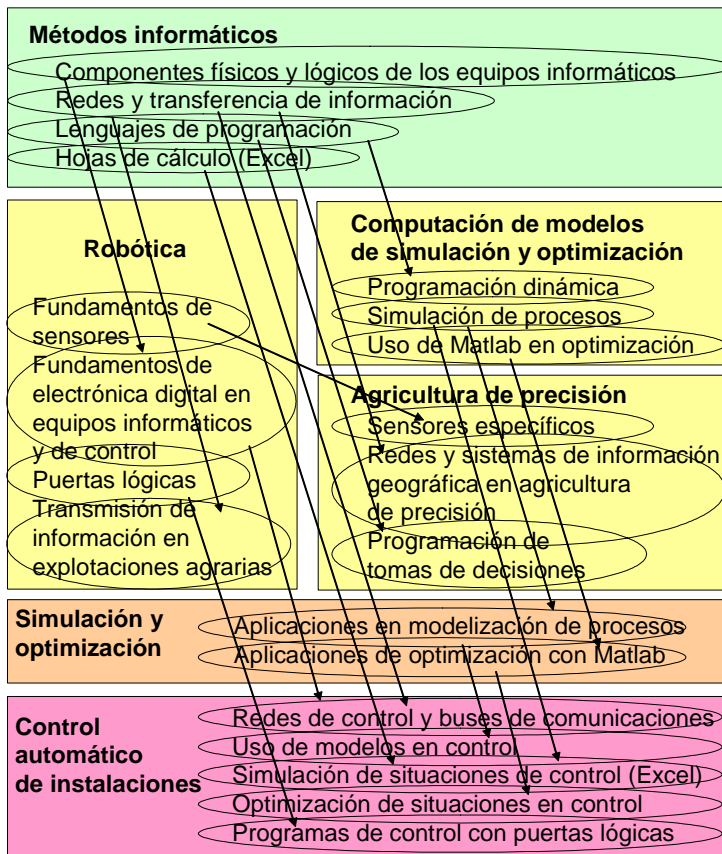 Métodos informáticos
Componentes físicos y lógicos de los equipos informáticos
Redes y transferencia de información
Lenguajes de programación
Hojas de cálculo (Excel)
Robótica
Fundamentos de
sensores
Fundamentos de
electrónica digital en
equipos informáticos
y de control
Puertas lógicas
Transmisión de
información en
explotaciones agrarias
Computación de modelos
de simulación y optimización
Programación dinámica
Simulación de procesos
Uso de Matlab en optimización
Agricultura de precisión
Sensores específicos
Redes y sistemas de información
geográfica en agricultura
de precisión
Programación de
tomas de decisiones
Simulación y
optimización
Aplicaciones en modelización de procesos
Aplicaciones de optimización con Matlab
Control
automático
de instalaciones
Redes de control y buses de comunicaciones
Uso de modelos en control
Simulación de situaciones de control (Excel)
Optimización de situaciones en control
Programas de control con puertas lógicas